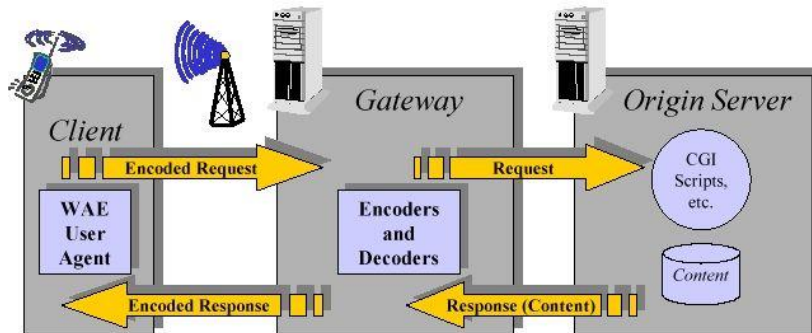 Client
Gateway
Origin Server
Encoded Request
Request
CGI
Scripts,
etc.
WAE
User
Agent
Encoders
and
Decoders
Content
Encoded Response
Response (Content)